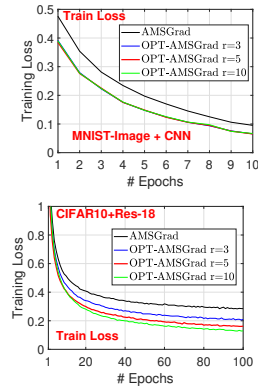 0.5
Train Loss
AMSGrad
OPT-AMSGrad r=3
OPT-AMSGrad r=5
OPT-AMSGrad r=10
0.4
0.3
0.2
0.1
0
Training Loss
MNIST-Image + CNN
1 2 3 4 5 6 7 8 9 10
# Epochs
CIFAR10+Res-18
AMSGrad
OPT-AMSGrad r=3
OPT-AMSGrad r=5
OPT-AMSGrad r=10
1
0.8
0.6
0.4
0.2
0
Training Loss
Train Loss
1 20 40 60 80 100
# Epochs